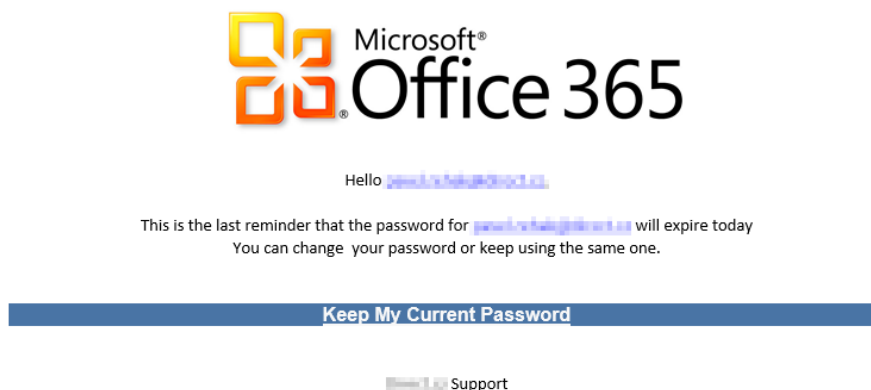 Microsoft®
Office 365
®
Hello
This is the last reminder that the password for will expire today
You can change  your password or keep using the same one.
Keep My Current Password
Support